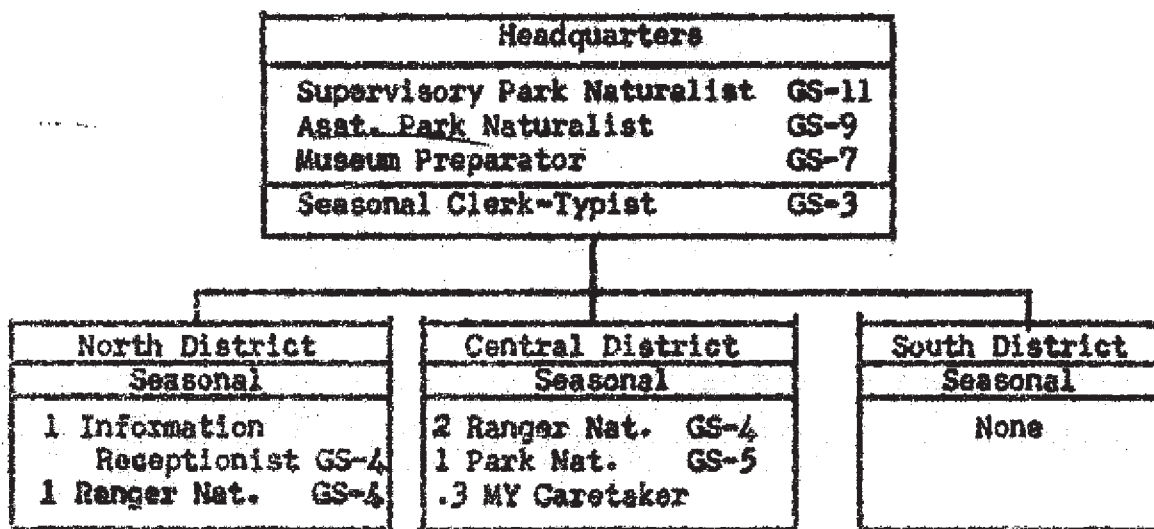 Headquarters
Supervisory Park Naturalist GS-11
Asst. Park Naturalist GS-9
Museum Preparator GS-7
Seasonal Clerk-Typist GS-3
North District
Seasonal
1 Information
Receptionist GS-4
1 Ranger Nat. GS-4
Central District
Seasonal
2 Ranger Nat. GS-4
1 Park Nat. GS-5
.3 MY Caretaker
South District
Seasonal
None